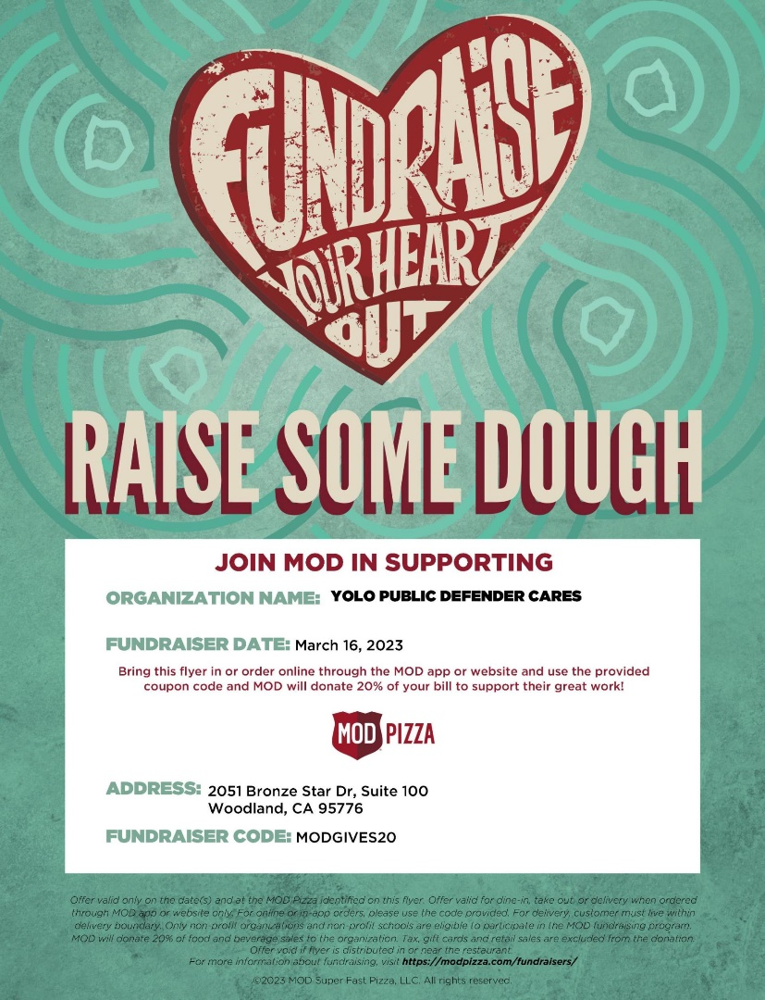 FUNDRAISE
YOUR HEART
OUT
RAISE SOME DOUGH
JOIN MOD IN SUPPORTING
ORGANIZATION NAME: YOLO PUBLIC DEFENDER CARES
FUNDRAISER DATE: March 16, 2023
Bring this flyer in or order online through the MOD app or website and use the provided
coupon code and MOD will donate 20% of your bill to support their great work!
MOD PIZZA
ADDRESS: 2051 Bronze Star Dr, Suite 100
Woodland, CA 95776
FUNDRAISER CODE: MODGIVES20
Offer valid only on the date(s) and at the MOD Pizza identified on this flyer. Offer valid for dine-in, take out, or delivery when ordered
through MOD app or website only. For online or in-app orders, please use the code provided. For delivery, customer must live within
delivery boundary. Only non-profit organizations and non-profit schools are eligible to participate in the MOD fundraising program.
MOD will donate 20% of food and beverage sales to the organization. Tax, gift cards and retail sales are excluded from the donation.
Offer void if flyer is distributed in or near the restaurant
For more information about fundraising, visit https://modpizza.com/fundraisers/
©2023 MOD Super Fast Pizza, LLC. All rights reserved.